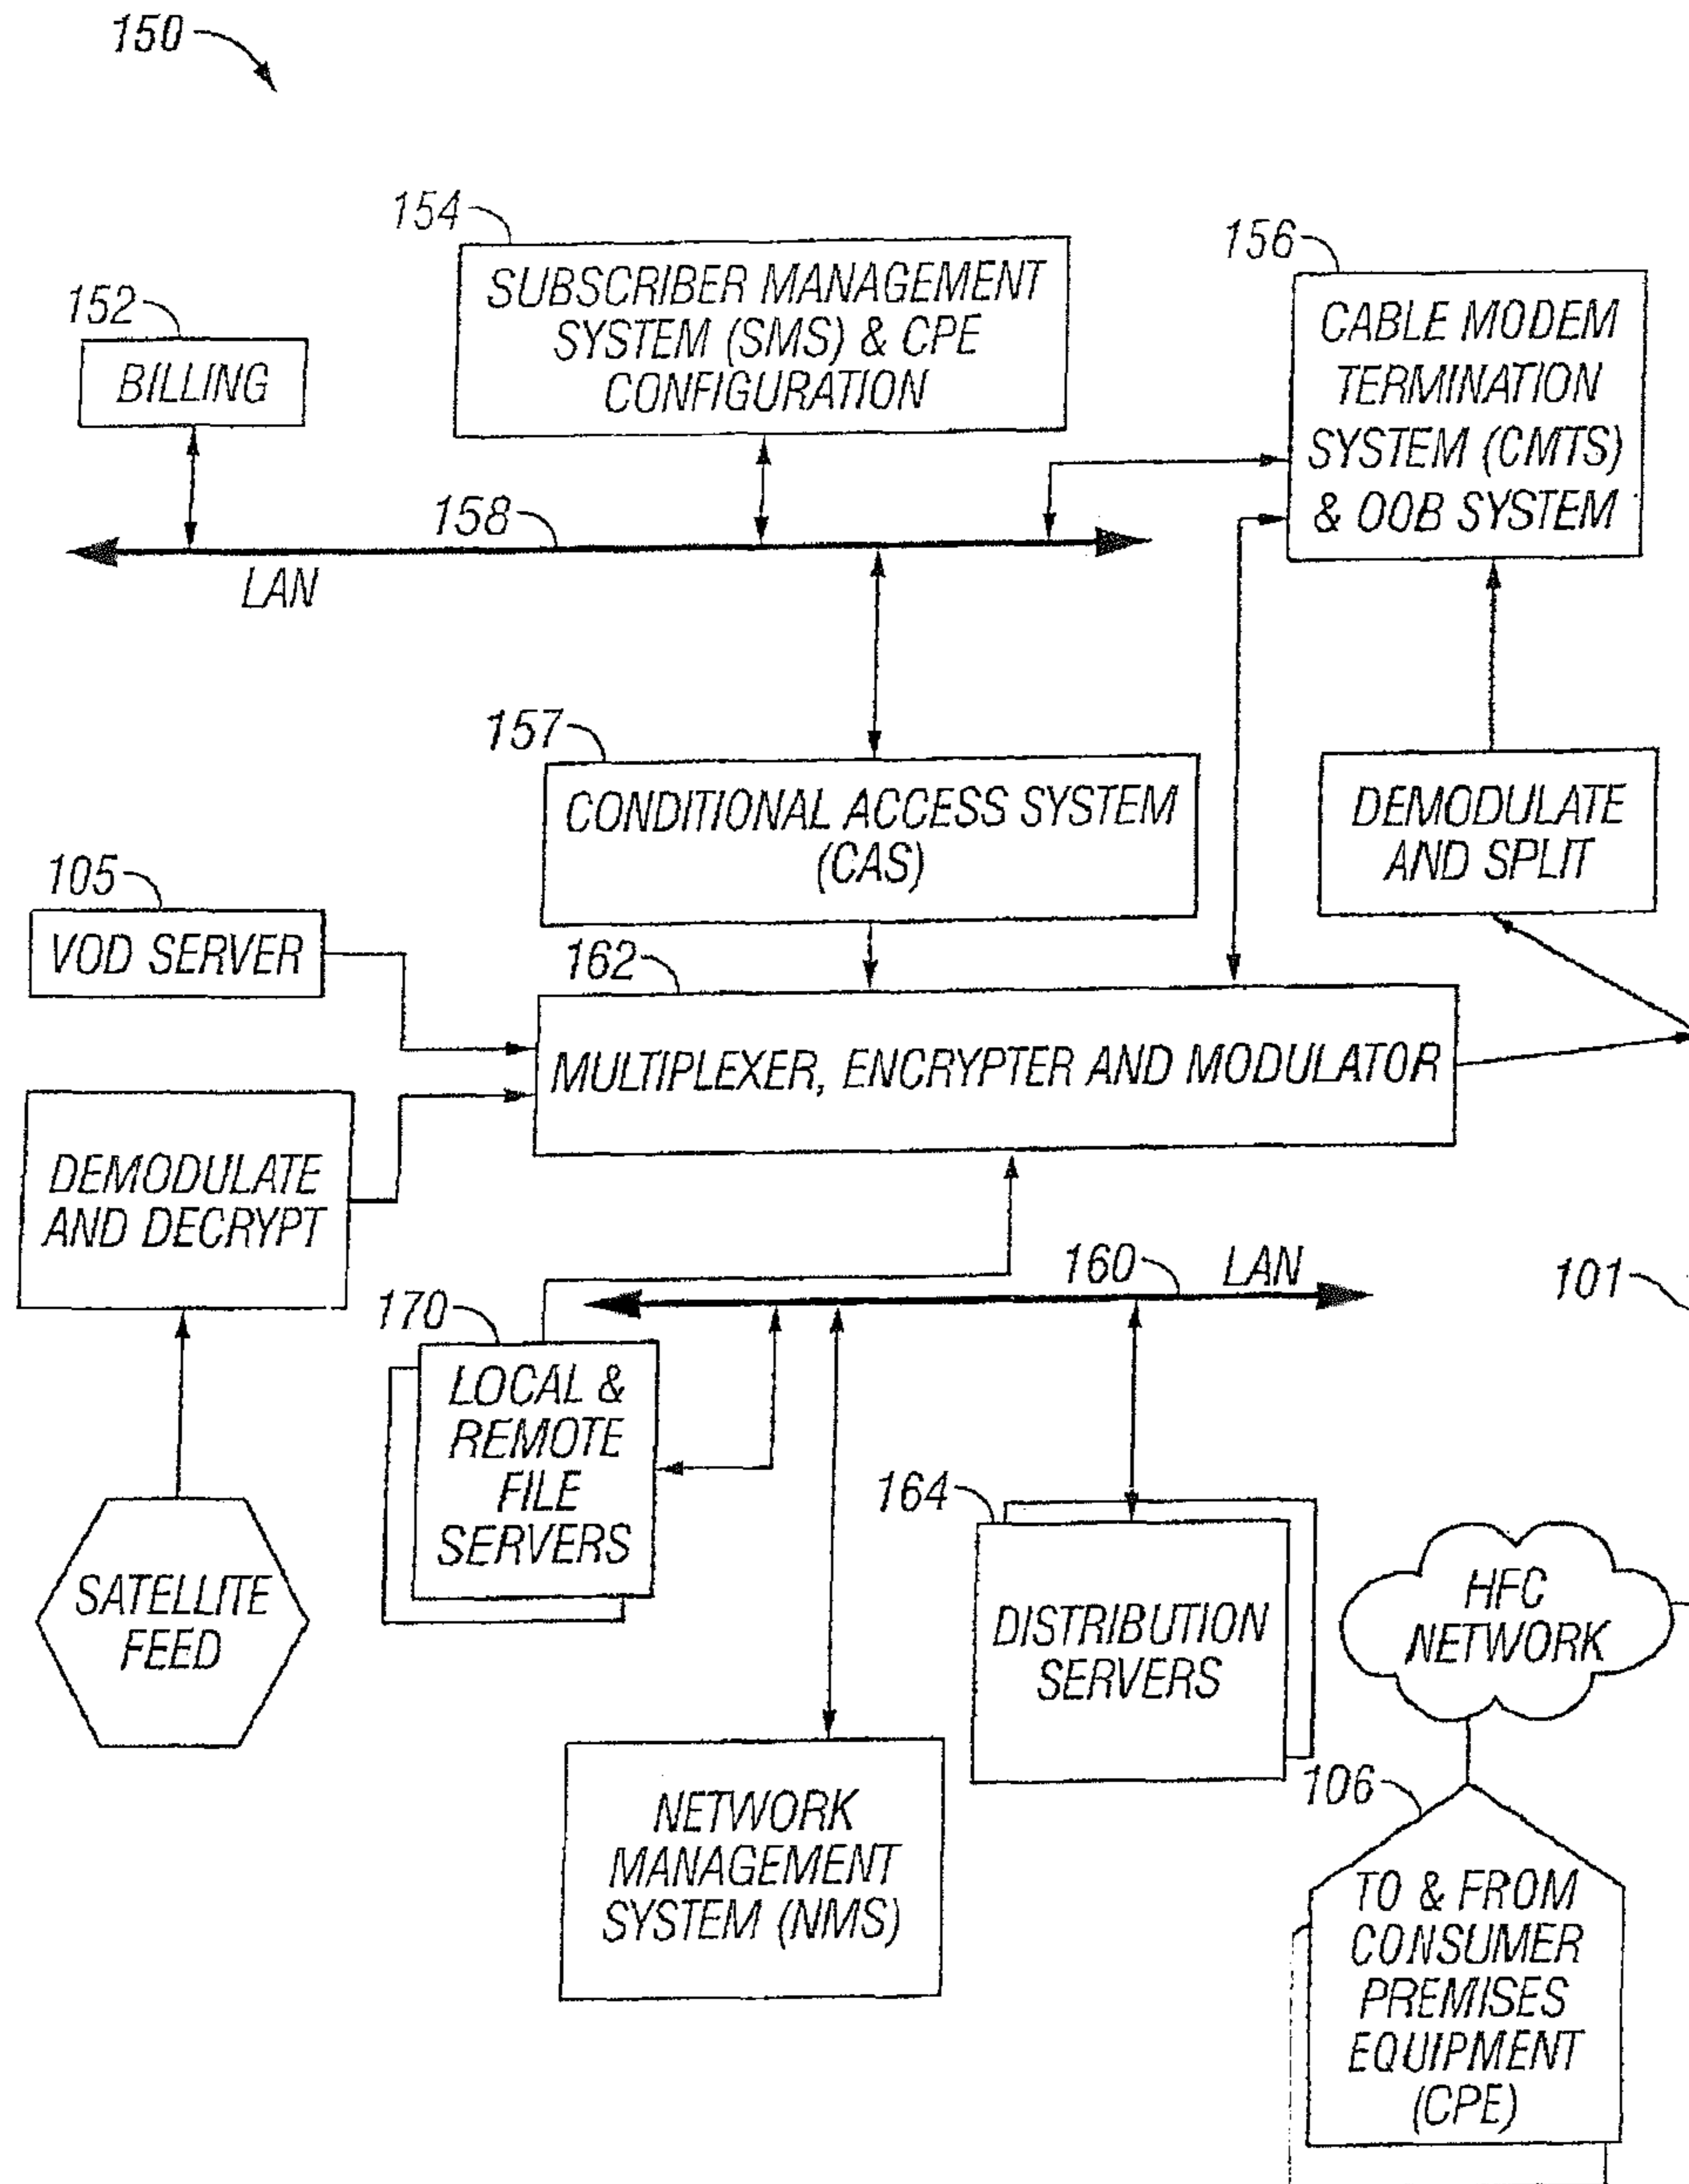 150
154
SUBSCRIBER MANAGEMENT
SYSTEM (SMS) & CPE
CONFIGURATION
156
CABLE MODEM
TERMINATION
SYSTEM (CMTS)
& OOB SYSTEM
152
BILLING
158
LAN
157
CONDITIONAL ACCESS SYSTEM
(CAS)
DEMODULATE
AND SPLIT
105
VOD SERVER
162
MULTIPLEXER, ENCRYPTER AND MODULATOR
DEMODULATE
AND DECRYPT
160
LAN
101
170
LOCAL &
REMOTE
FILE
SERVERS
164
DISTRIBUTION
SERVERS
SATELLITE
FEED
HFC
NETWORK
NETWORK
MANAGEMENT
SYSTEM (NMS)
106
TO & FROM
CONSUMER
PREMISES
EQUIPMENT
(CPE)